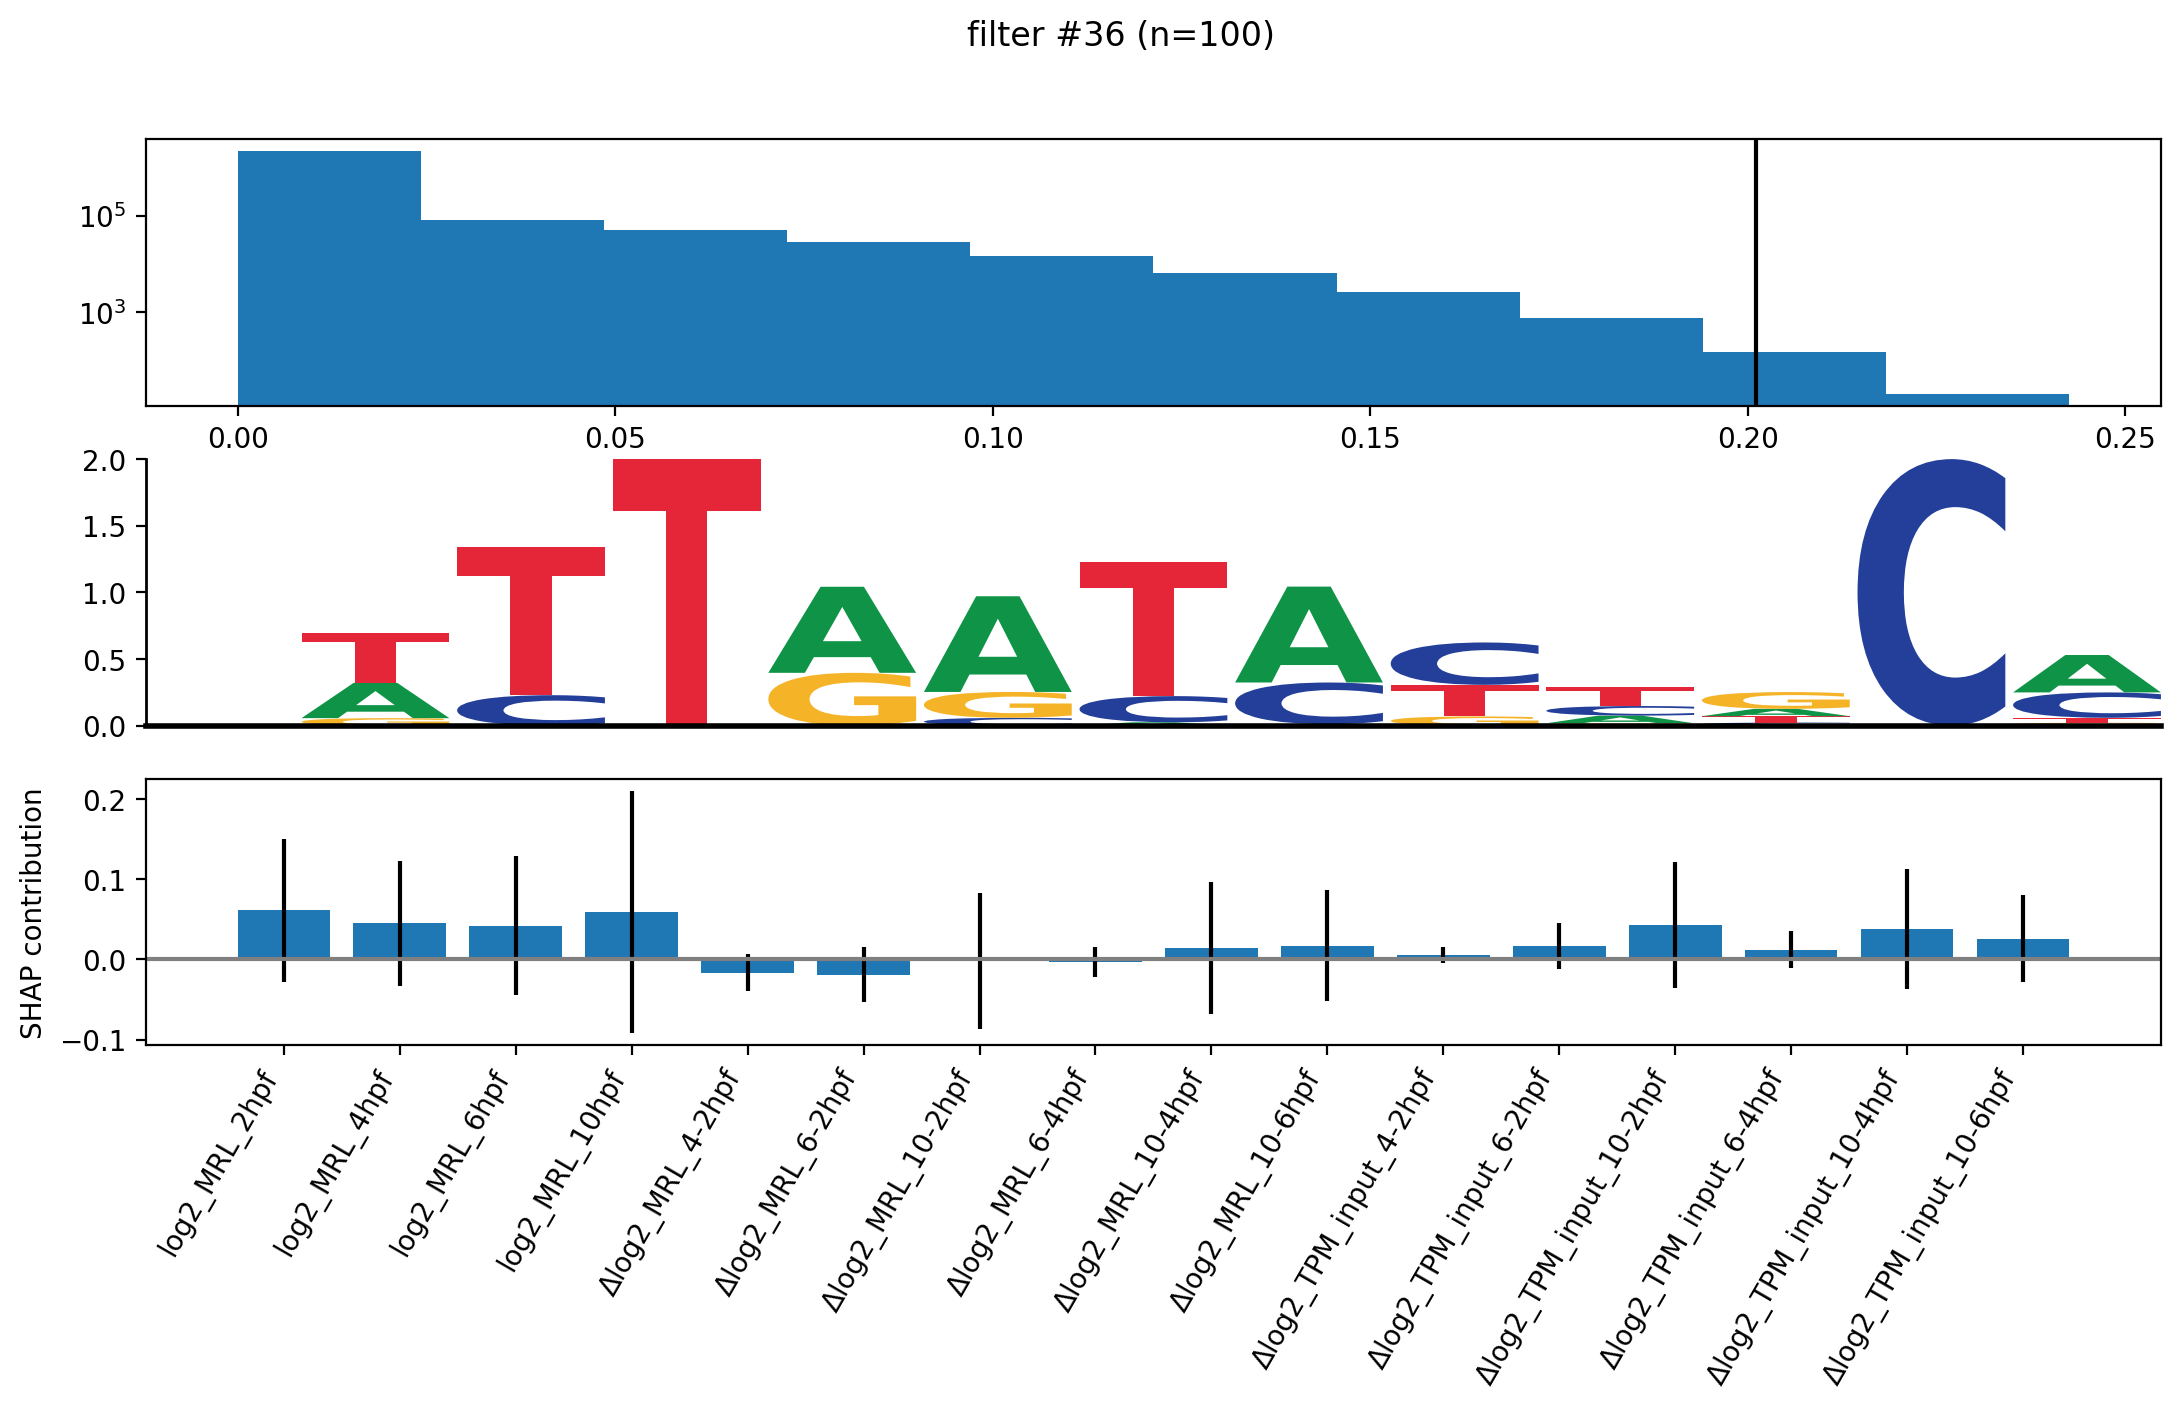 filter #36 (n=100)
10^5
10^3
0.00 0.05 0.10 0.15 0.20 0.25
2.0
1.5
1.0
0.5
0.0
T T T A A T A C T G C A
A C G G C C T C A C
G C G A T T
SHAP contribution
0.2
0.1
0.0
−0.1
log2_MRL_2hpf
log2_MRL_4hpf
log2_MRL_6hpf
log2_MRL_10hpf
Δlog2_MRL_4-2hpf
Δlog2_MRL_6-2hpf
Δlog2_MRL_10-2hpf
Δlog2_MRL_6-4hpf
Δlog2_MRL_10-4hpf
Δlog2_MRL_10-6hpf
Δlog2_TPM_input_4-2hpf
Δlog2_TPM_input_6-2hpf
Δlog2_TPM_input_10-2hpf
Δlog2_TPM_input_6-4hpf
Δlog2_TPM_input_10-4hpf
Δlog2_TPM_input_10-6hpf